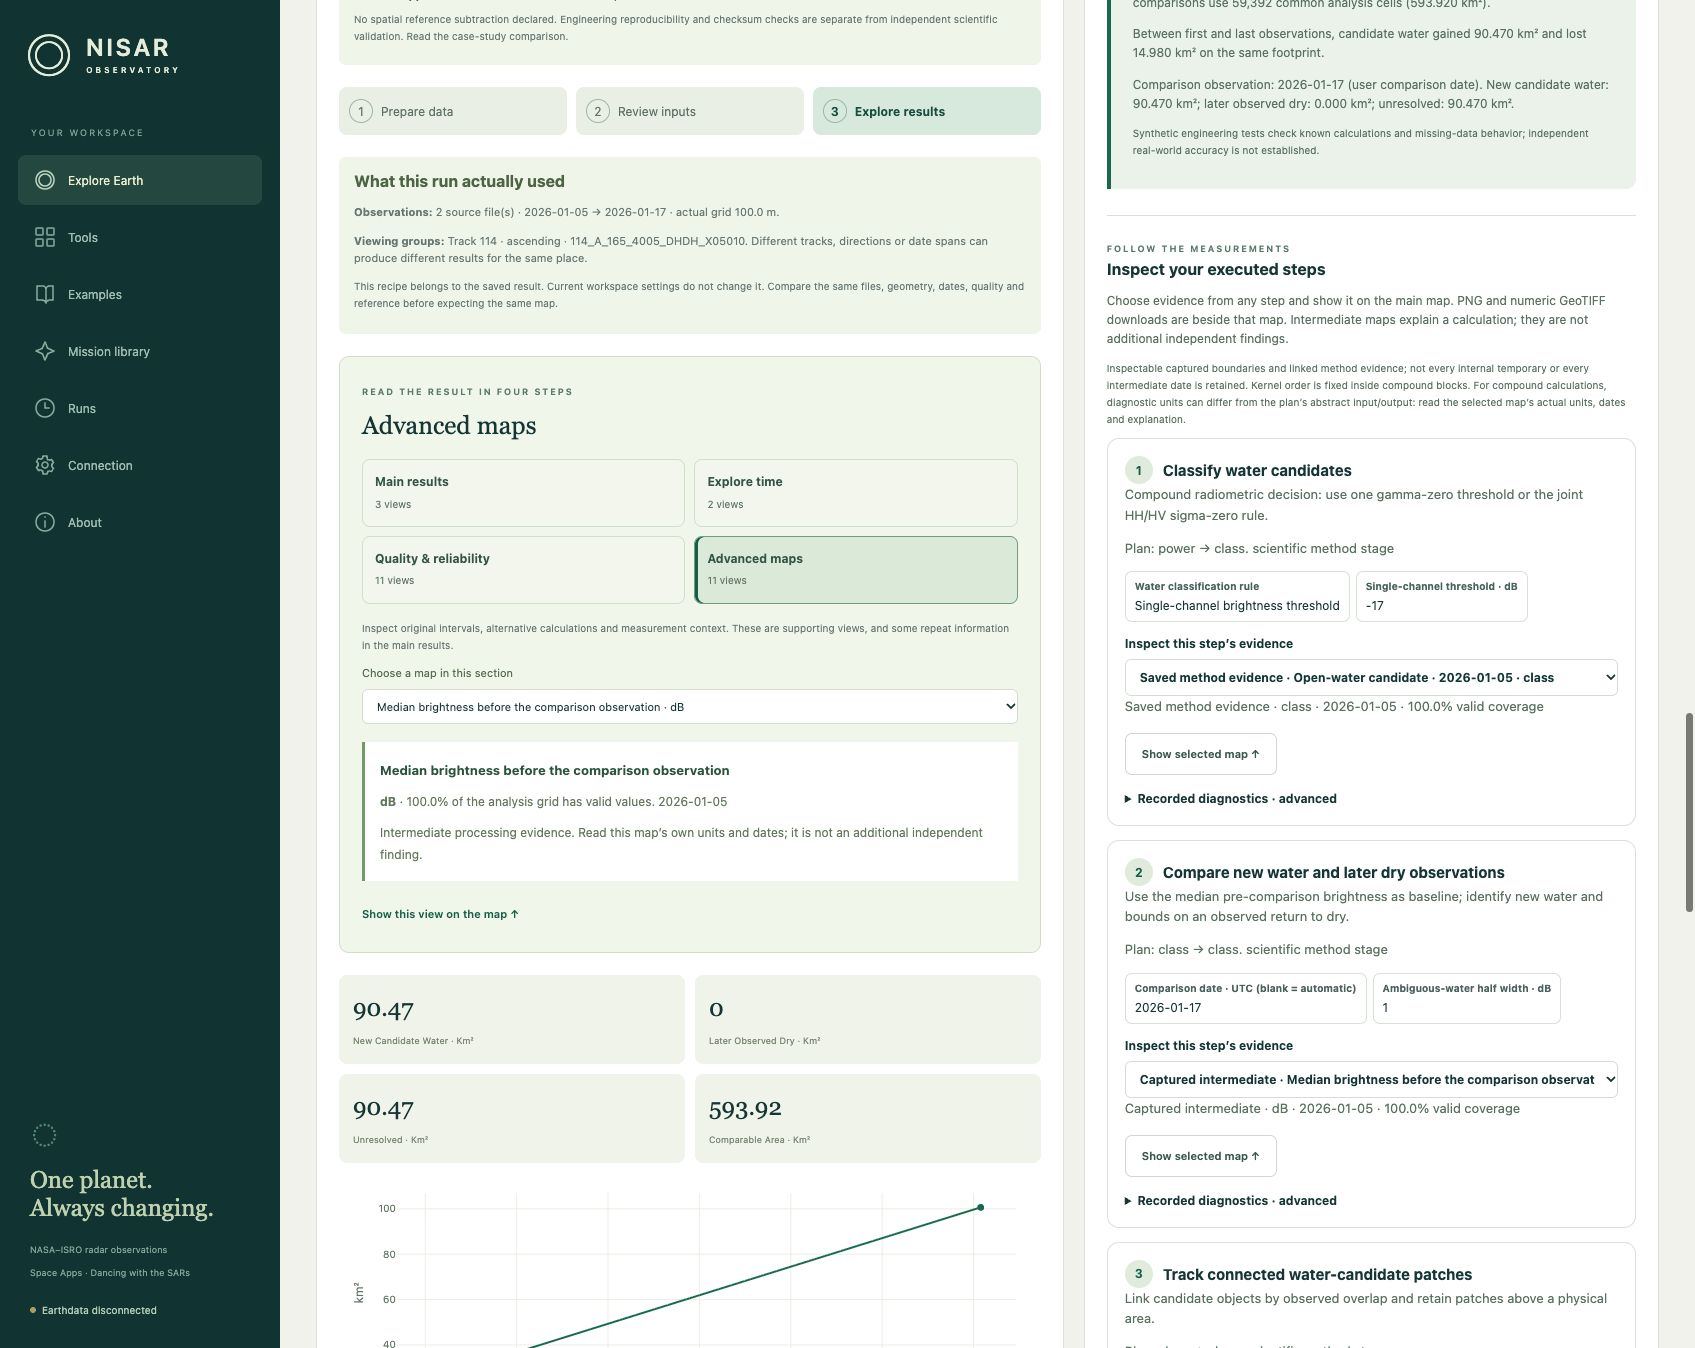 NISAR
OBSERVATORY
YOUR WORKSPACE
Explore Earth
Tools
Examples
Mission library
Runs
Connection
About
One planet.
Always changing.
NASA–ISRO radar observations
Space Apps · Dancing with the SARs
Earthdata disconnected
No spatial reference subtraction declared. Engineering reproducibility and checksum checks are separate from independent scientific
validation. Read the case-study comparison.
1 Prepare data
2 Review inputs
3 Explore results
What this run actually used
Observations: 2 source file(s) · 2026-01-05 → 2026-01-17 · actual grid 100.0 m.
Viewing groups: Track 114 · ascending · 114_A_165_4005_DHDH_X05010. Different tracks, directions or date spans can
produce different results for the same place.
This recipe belongs to the saved result. Current workspace settings do not change it. Compare the same files, geometry, dates, quality and
reference before expecting the same map.
READ THE RESULT IN FOUR STEPS
Advanced maps
Main results
3 views
Explore time
2 views
Quality & reliability
11 views
Advanced maps
11 views
Inspect original intervals, alternative calculations and measurement context. These are supporting views, and some repeat information
in the main results.
Choose a map in this section
Median brightness before the comparison observation · dB
Median brightness before the comparison observation
dB · 100.0% of the analysis grid has valid values. 2026-01-05
Intermediate processing evidence. Read this map's own units and dates; it is not an additional independent
finding.
Show this view on the map ↑
90.47
New Candidate Water · Km²
0
Later Observed Dry · Km²
90.47
Unresolved · Km²
593.92
Comparable Area · Km²
100
80
60
40
km²
comparisons use 59,392 common analysis cells (593.920 km²).
Between first and last observations, candidate water gained 90.470 km² and lost
14.980 km² on the same footprint.
Comparison observation: 2026-01-17 (user comparison date). New candidate water:
90.470 km²; later observed dry: 0.000 km²; unresolved: 90.470 km².
Synthetic engineering tests check known calculations and missing-data behavior; independent
real-world accuracy is not established.
FOLLOW THE MEASUREMENTS
Inspect your executed steps
Choose evidence from any step and show it on the main map. PNG and numeric GeoTIFF
downloads are beside that map. Intermediate maps explain a calculation; they are not
additional independent findings.
Inspectable captured boundaries and linked method evidence; not every internal temporary or every
intermediate date is retained. Kernel order is fixed inside compound blocks. For compound calculations,
diagnostic units can differ from the plan's abstract input/output: read the selected map's actual units, dates
and explanation.
1 Classify water candidates
Compound radiometric decision: use one gamma-zero threshold or the joint
HH/HV sigma-zero rule.
Plan: power → class. scientific method stage
Water classification rule
Single-channel brightness threshold
Single-channel threshold · dB
-17
Inspect this step's evidence
Saved method evidence · Open-water candidate · 2026-01-05 · class
Saved method evidence · class · 2026-01-05 · 100.0% valid coverage
Show selected map ↑
Recorded diagnostics · advanced
2 Compare new water and later dry observations
Use the median pre-comparison brightness as baseline; identify new water and
bounds on an observed return to dry.
Plan: class → class. scientific method stage
Comparison date · UTC (blank = automatic)
2026-01-17
Ambiguous-water half width · dB
1
Inspect this step's evidence
Captured intermediate · Median brightness before the comparison observat
Captured intermediate · dB · 2026-01-05 · 100.0% valid coverage
Show selected map ↑
Recorded diagnostics · advanced
3 Track connected water-candidate patches
Link candidate objects by observed overlap and retain patches above a physical
area.